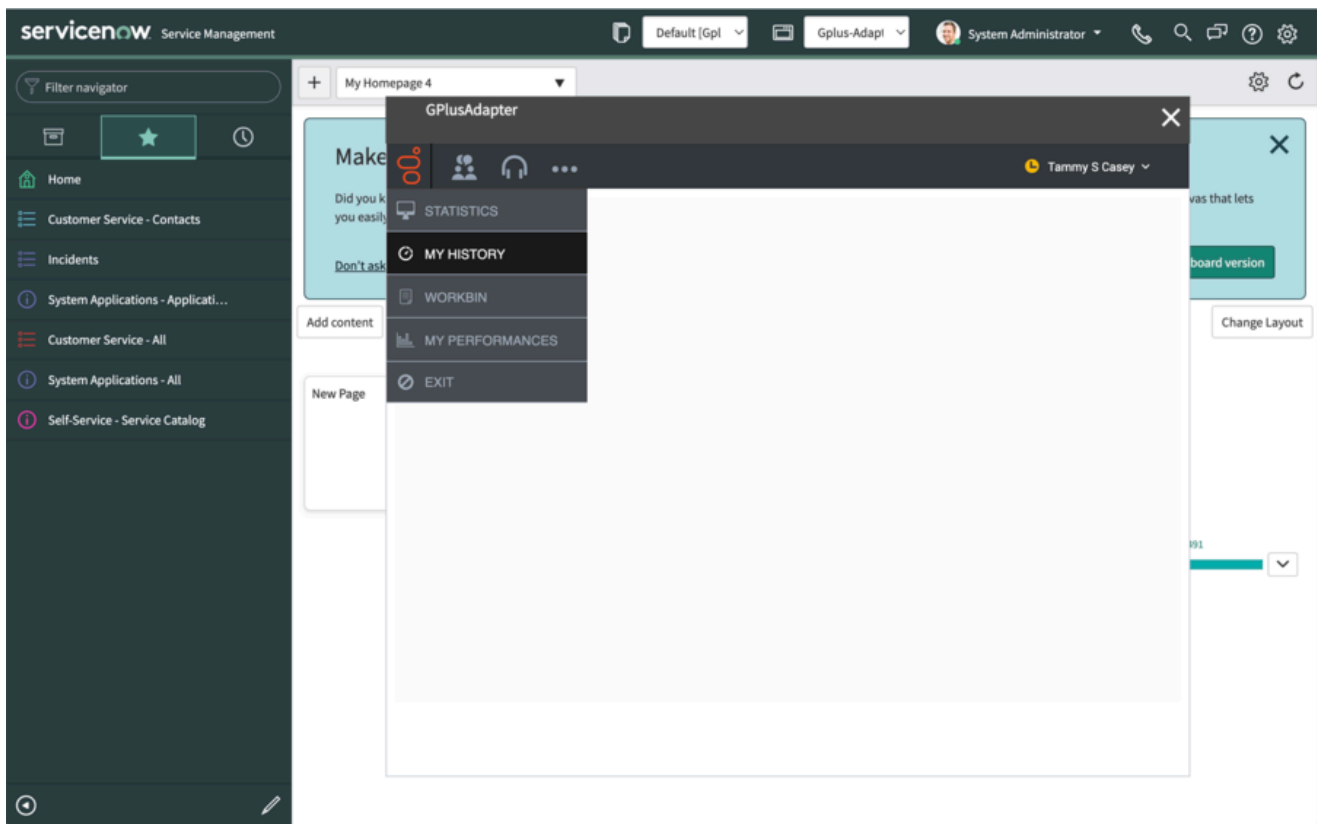 servicenow Service Management
Default [Gpl
Gplus-Adapt
System Administrator
Filter navigator
Home
Customer Service - Contacts
Incidents
System Applications - Applicati...
Customer Service - All
System Applications - All
Self-Service - Service Catalog
+ My Homepage 4
GPlusAdapter
Tammy S Casey
Make
Did you k
you easily
Don't ask
vas that lets
board version
STATISTICS
MY HISTORY
WORKBIN
MY PERFORMANCES
EXIT
Add content
Change Layout
New Page
491